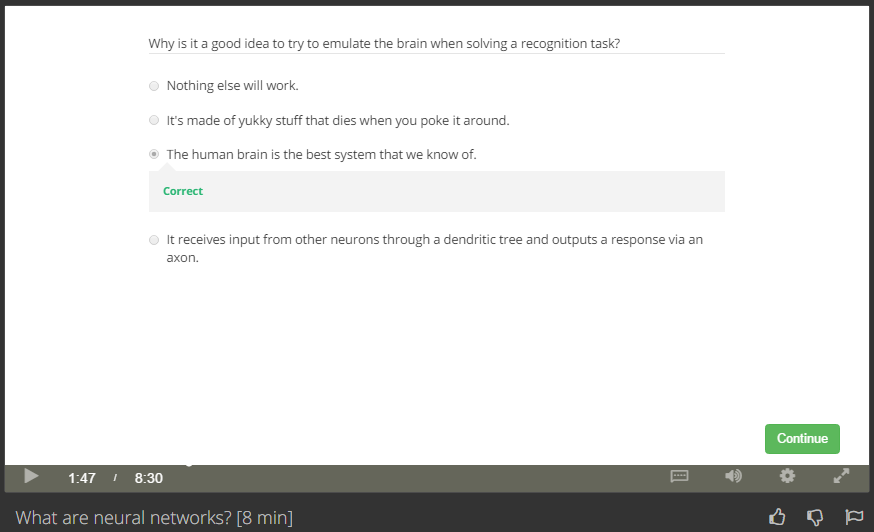 Why is it a good idea to try to emulate the brain when solving a recognition task?
Nothing else will work.
It's made of yukky stuff that dies when you poke it around.
The human brain is the best system that we know of.
Correct
It receives input from other neurons through a dendritic tree and outputs a response via an
axon.
Continue
1:47 / 8:30
What are neural networks? [8 min]